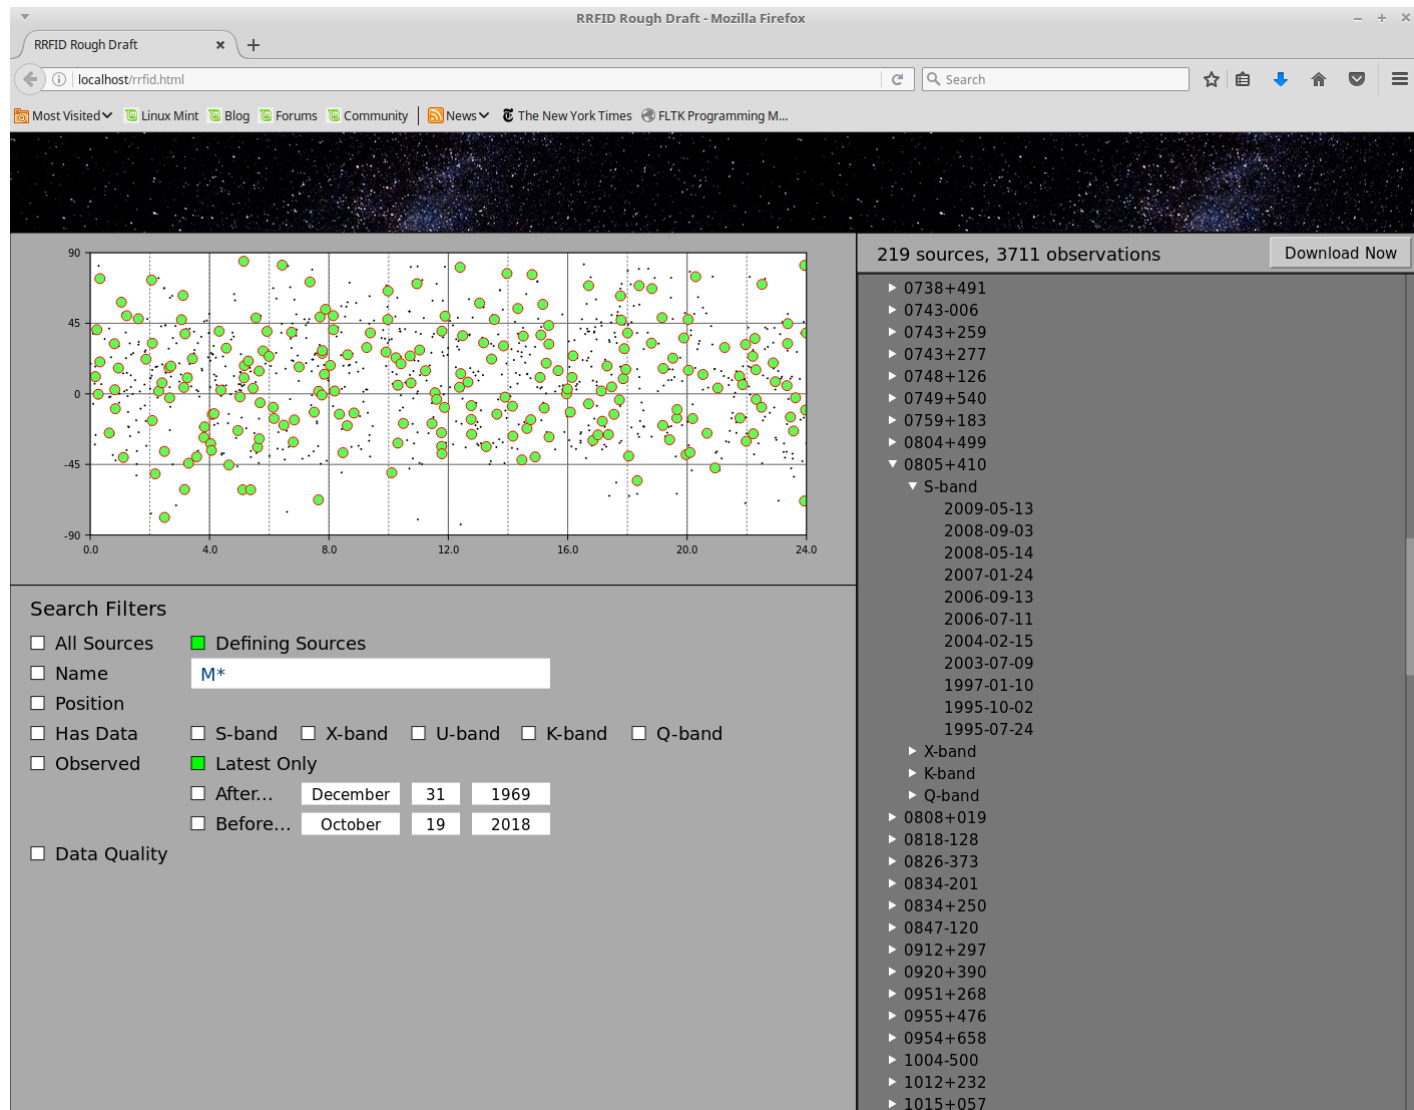 RRFID Rough Draft - Mozilla Firefox
RRFID Rough Draft
localhost/rrfid.html
Search
Most Visited
Linux Mint
Blog
Forums
Community
News
The New York Times
FLTK Programming M...
90
45
0
-45
-90
0.0 4.0 8.0 12.0 16.0 20.0 24.0
Search Filters
All Sources Defining Sources
Name M*
Position
Has Data S-band X-band U-band K-band Q-band
Observed Latest Only
After... December 31 1969
Before... October 19 2018
Data Quality
219 sources, 3711 observations Download Now
0738+491
0743-006
0743+259
0743+277
0748+126
0749+540
0759+183
0804+499
0805+410
S-band
2009-05-13
2008-09-03
2008-05-14
2007-01-24
2006-09-13
2006-07-11
2004-02-15
2003-07-09
1997-01-10
1995-10-02
1995-07-24
X-band
K-band
Q-band
0808+019
0818-128
0826-373
0834-201
0834+250
0847-120
0912+297
0920+390
0951+268
0955+476
0954+658
1004-500
1012+232
1015+057